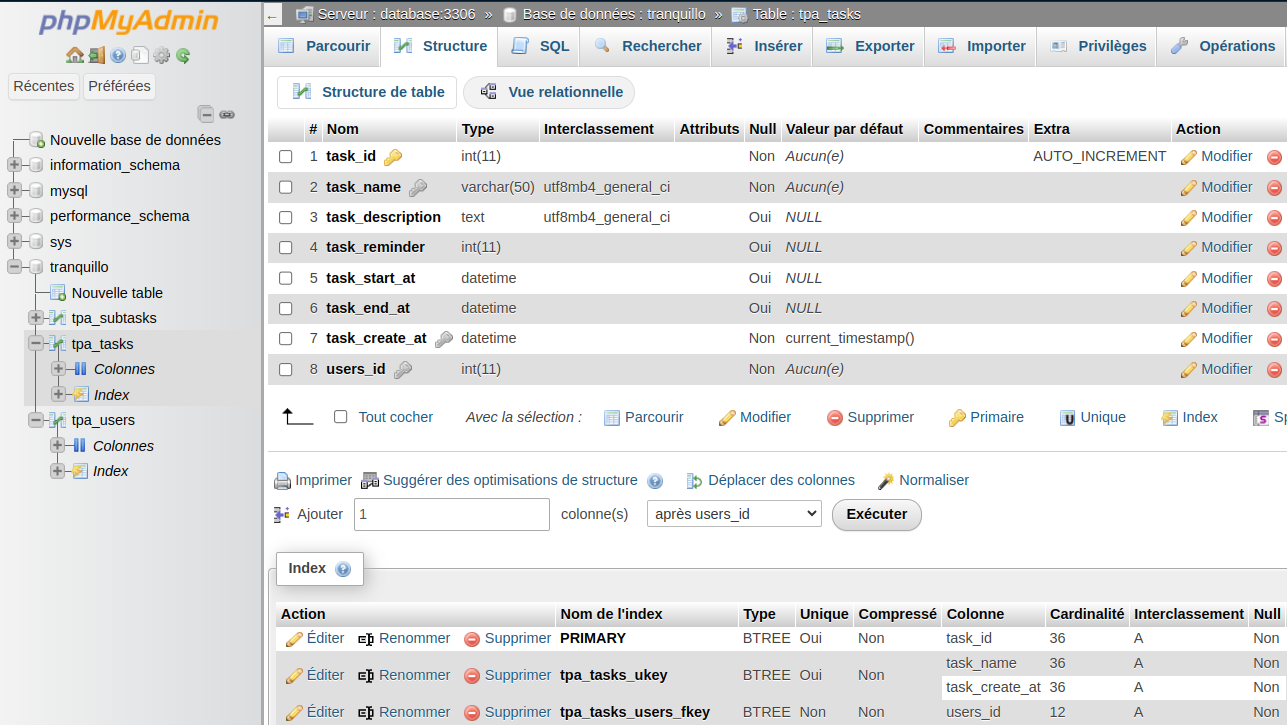 phpMyAdmin
Récentes Préférées
Nouvelle base de données
information_schema
mysql
performance_schema
sys
tranquillo
Nouvelle table
tpa_subtasks
tpa_tasks
Colonnes
Index
tpa_users
Colonnes
Index
← Serveur : database:3306 » Base de données : tranquillo » Table : tpa_tasks
Parcourir Structure SQL Rechercher Insérer Exporter Importer Privilèges Opérations
Structure de table Vue relationnelle
# Nom Type Interclassement Attributs Null Valeur par défaut Commentaires Extra Action
1 task_id int(11) Non Aucun(e) AUTO_INCREMENT Modifier
2 task_name varchar(50) utf8mb4_general_ci Non Aucun(e) Modifier
3 task_description text utf8mb4_general_ci Oui NULL Modifier
4 task_reminder int(11) Oui NULL Modifier
5 task_start_at datetime Oui NULL Modifier
6 task_end_at datetime Oui NULL Modifier
7 task_create_at datetime Non current_timestamp() Modifier
8 users_id int(11) Non Aucun(e) Modifier
Tout cocher Avec la sélection : Parcourir Modifier Supprimer Primaire Unique Index Sp
Imprimer Suggérer des optimisations de structure Déplacer des colonnes Normaliser
Ajouter 1 colonne(s) après users_id Exécuter
Index
Action Nom de l'index Type Unique Compressé Colonne Cardinalité Interclassement Null
Éditer Renommer Supprimer PRIMARY BTREE Oui Non task_id 36 A Non
Éditer Renommer Supprimer tpa_tasks_ukey BTREE Oui Non task_name 36 A Non
task_create_at 36 A Non
Éditer Renommer Supprimer tpa_tasks_users_fkey BTREE Non Non users_id 12 A Non